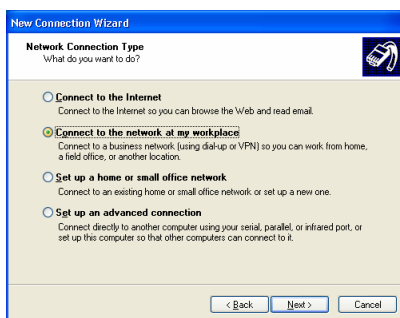 New Connection Wizard
Network Connection Type
What do you want to do?
Connect to the Internet
Connect to the Internet so you can browse the Web and read email.
Connect to the network at my workplace
Connect to a business network (using dial-up or VPN) so you can work from home,
a field office, or another location.
Set up a home or small office network
Connect to an existing home or small office network or set up a new one.
Set up an advanced connection
Connect directly to another computer using your serial, parallel, or infrared port, or
set up this computer so that other computers can connect to it.
< Back Next > Cancel